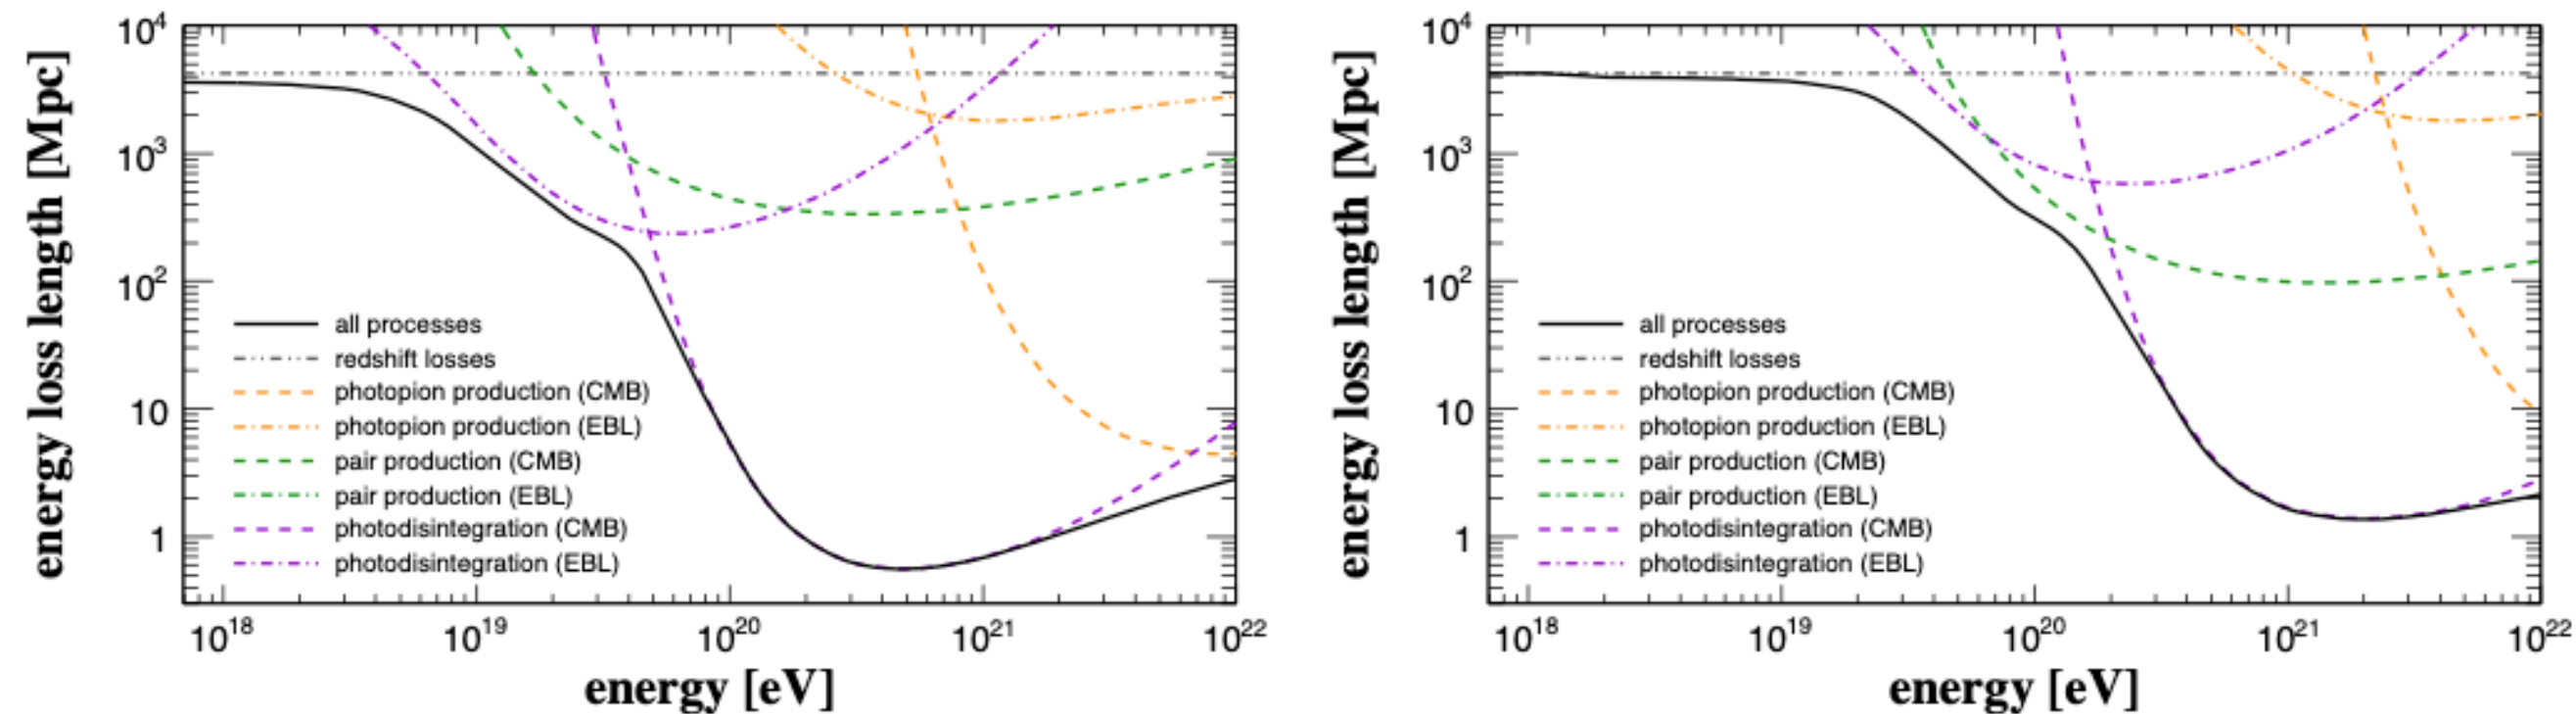 energy loss length [Mpc]
10⁴
10³
10²
10
1
all processes
redshift losses
photopion production (CMB)
photopion production (EBL)
pair production (CMB)
pair production (EBL)
photodisintegration (CMB)
photodisintegration (EBL)
10¹⁸ 10¹⁹ 10²⁰ 10²¹ 10²²
energy [eV]
energy loss length [Mpc]
10⁴
10³
10²
10
1
all processes
redshift losses
photopion production (CMB)
photopion production (EBL)
pair production (CMB)
pair production (EBL)
photodisintegration (CMB)
photodisintegration (EBL)
10¹⁸ 10¹⁹ 10²⁰ 10²¹ 10²²
energy [eV]